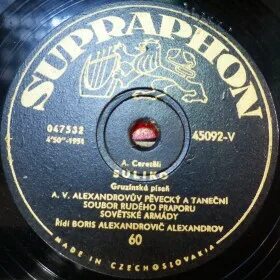 SUPRAPHON
047532
4'50"-1951
45092-V
A. Cereteli
SULIKO
Gruzínská píseň
A. V. ALEXANDROVŮV PĚVECKÝ A TANEČNÍ
SOUBOR RUDÉHO PRAPORU
SOVĚTSKÉ ARMÁDY
Řídí BORIS ALEXANDROVIČ ALEXANDROV
60
MADE IN CZECHOSLOVAKIA